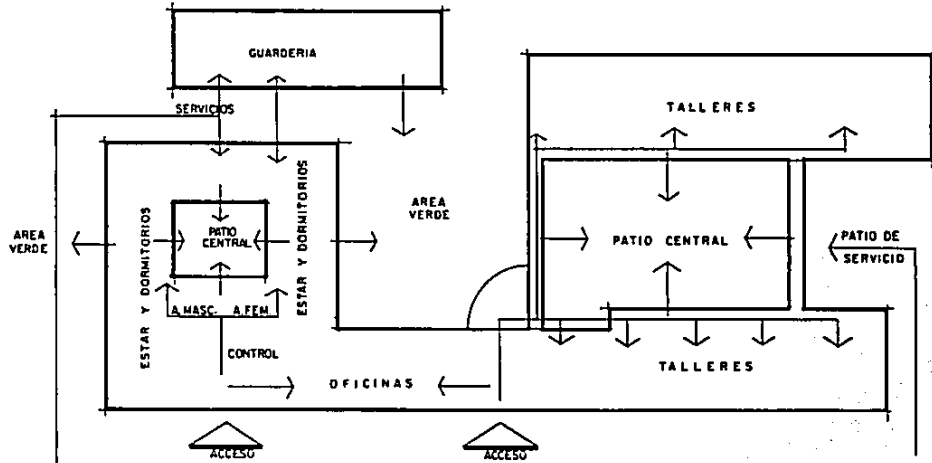 GUARDERIA
SERVICIOS
TALLERES
AREA
VERDE
ESTAR Y DORMITORIOS
PATIO
CENTRAL
ESTAR Y DORMITORIOS
AREA
VERDE
PATIO CENTRAL
PATIO DE
SERVICIO
A.MASC. A.FEM.
CONTROL
OFICINAS
TALLERES
ACCESO
ACCESO